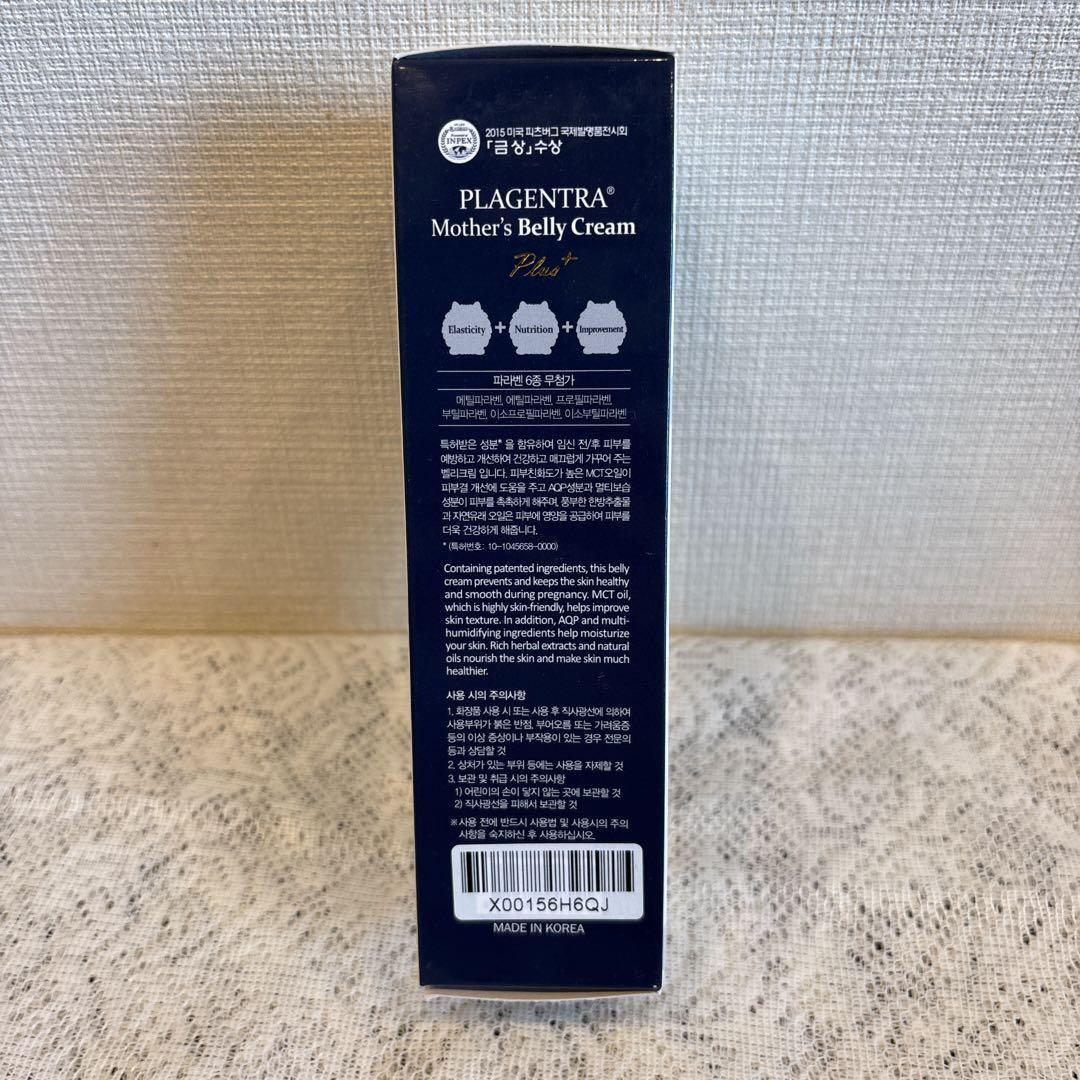 INPEX
2015 미국 피츠버그 국제발명품전시회
「금상」수상
PLAGENTRA®
Mother's Belly Cream
Plus+
Elasticity + Nutrition + Improvement
파라벤 6종 무첨가
메틸파라벤, 에틸파라벤, 프로필파라벤,
부틸파라벤, 이소프로필파라벤, 이소부틸파라벤
특허받은 성분* 을 함유하여 임신 전/후 피부를
예방하고 개선하여 건강하고 매끄럽게 가꾸어 주는
벨리크림 입니다. 피부친화도가 높은 MCT오일이
피부결 개선에 도움을 주고 AQP성분과 멀티보습
성분이 피부를 촉촉하게 해주며, 풍부한 한방추출물
과 자연유래 오일은 피부에 영양을 공급하여 피부를
더욱 건강하게 해줍니다.
* (특허번호: 10-1045658-0000)
Containing patented ingredients, this belly
cream prevents and keeps the skin healthy
and smooth during pregnancy. MCT oil,
which is highly skin-friendly, helps improve
skin texture. In addition, AQP and multi-
humidifying ingredients help moisturize
your skin. Rich herbal extracts and natural
oils nourish the skin and make skin much
healthier.
사용 시의 주의사항
1. 화장품 사용 시 또는 사용 후 직사광선에 의하여
사용부위가 붉은 반점, 부어오름 또는 가려움증
등의 이상 증상이나 부작용이 있는 경우 전문의
등과 상담할 것
2. 상처가 있는 부위 등에는 사용을 자제할 것
3. 보관 및 취급 시의 주의사항
1) 어린이의 손이 닿지 않는 곳에 보관할 것
2) 직사광선을 피해서 보관할 것
※사용 전에 반드시 사용법 및 사용시의 주의
사항을 숙지하신 후 사용하십시오.
X00156H6QJ
MADE IN KOREA